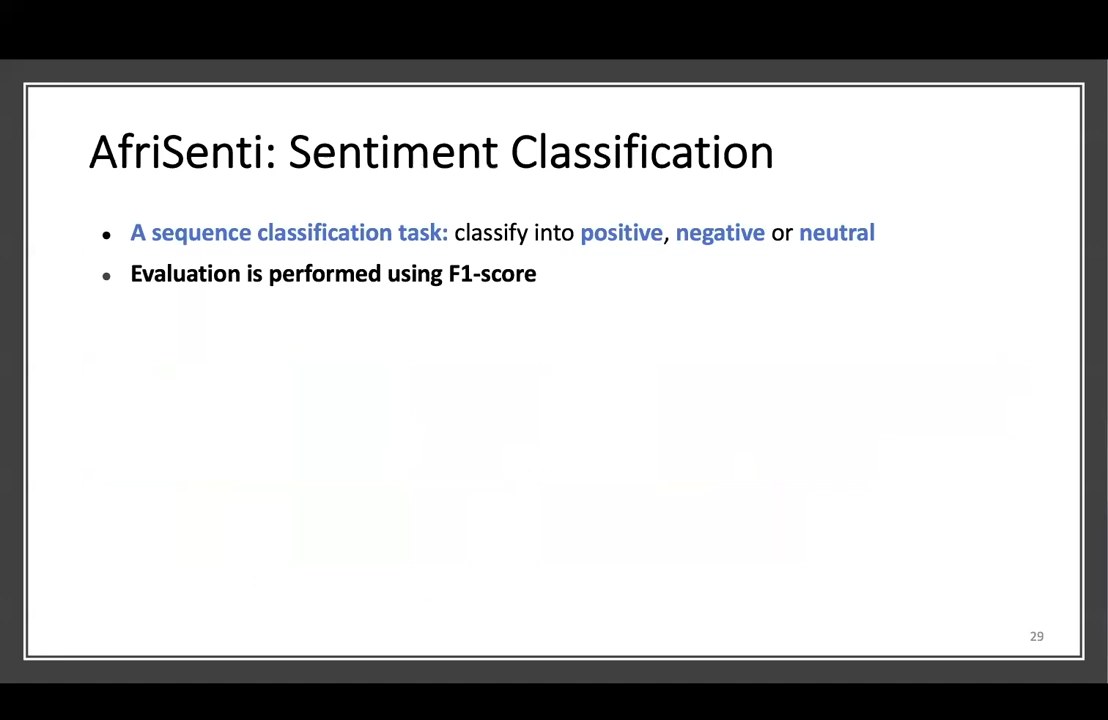 AfriSenti: Sentiment Classification
• A sequence classification task: classify into positive, negative or neutral
• Evaluation is performed using F1-score
29